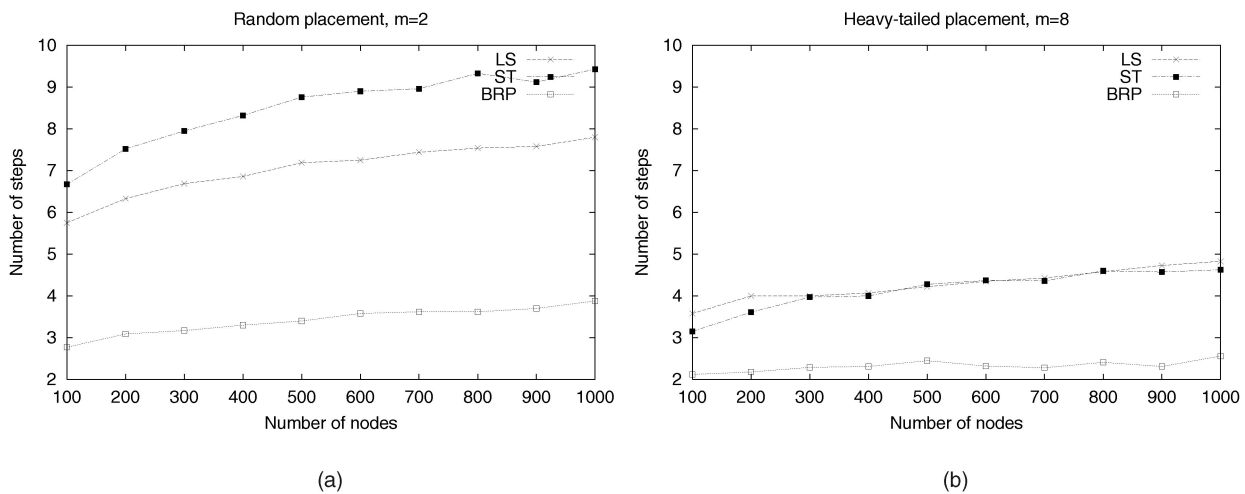 Random placement, m=2
10
9
8
7
6
5
4
3
2
Number of steps
LS
ST
BRP
100 200 300 400 500 600 700 800 900 1000
Number of nodes
(a)
Heavy-tailed placement, m=8
10
9
8
7
6
5
4
3
2
Number of steps
LS
ST
BRP
100 200 300 400 500 600 700 800 900 1000
Number of nodes
(b)